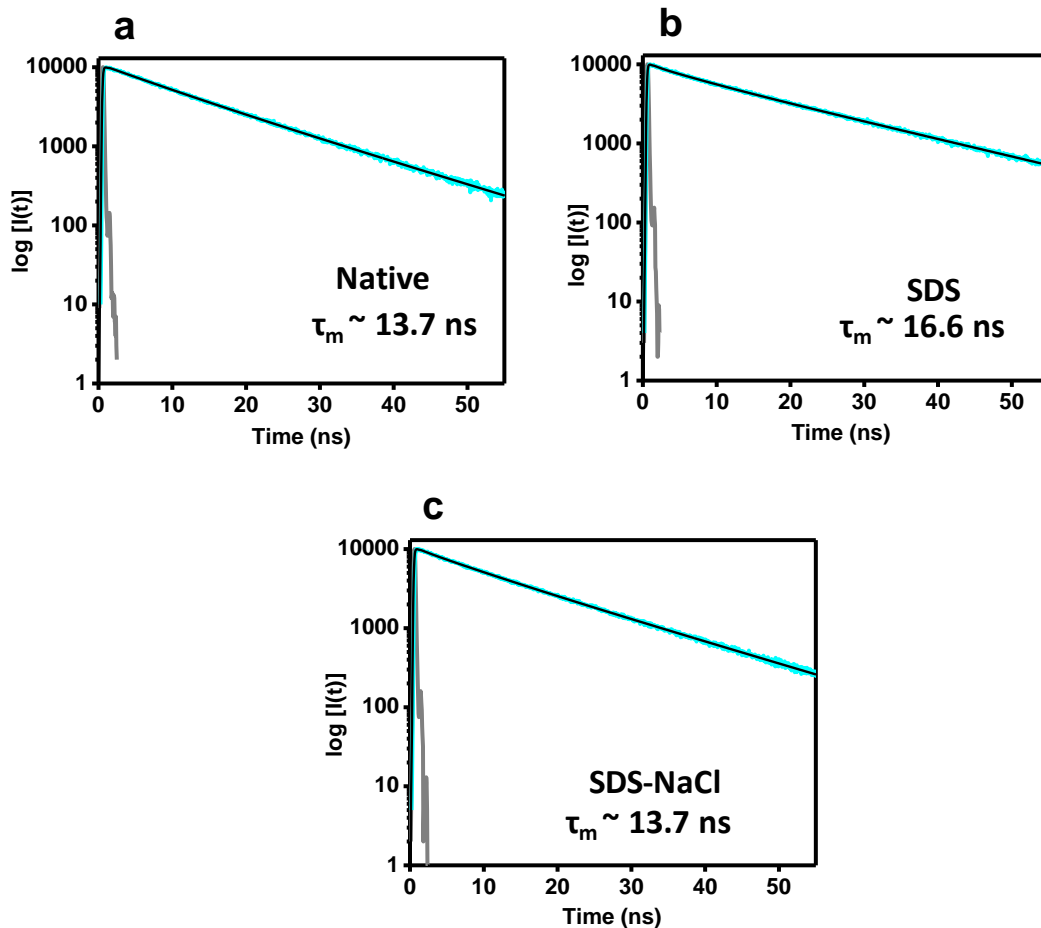 a
10000
1000
100
10
1
log [I(t)]
Native
τm ~ 13.7 ns
0 10 20 30 40 50
Time (ns)
b
10000
1000
100
10
1
log [I(t)]
SDS
τm ~ 16.6 ns
0 10 20 30 40 50
Time (ns)
c
10000
1000
100
10
1
log [I(t)]
SDS-NaCl
τm ~ 13.7 ns
0 10 20 30 40 50
Time (ns)